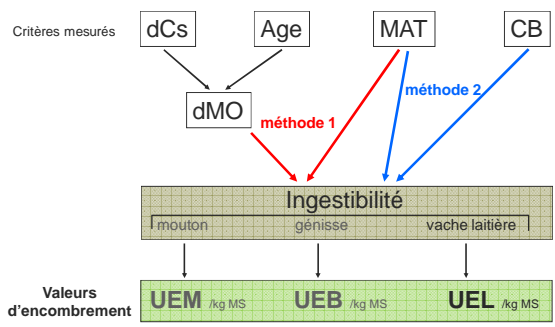 Critères mesurés dCs Age MAT CB
méthode 2
dMO
méthode 1
Ingestibilité
mouton génisse vache laitière
Valeurs
d'encombrement
UEM /kg MS UEB /kg MS UEL /kg MS